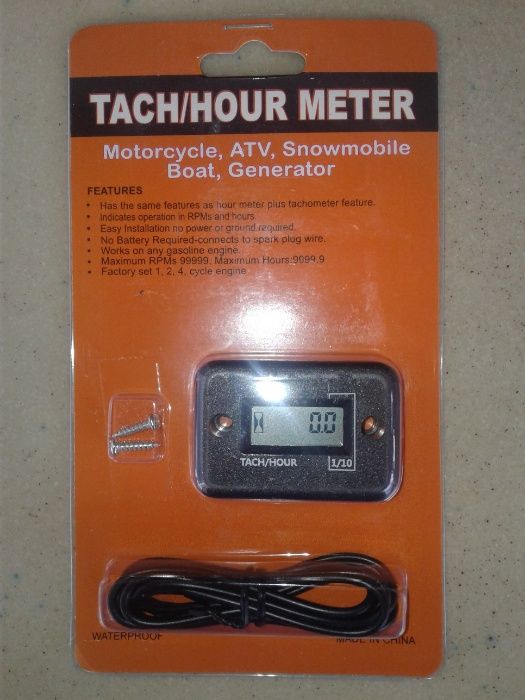 TACH/HOUR METER
Motorcycle, ATV, Snowmobile
Boat, Generator
FEATURES
• Has the same features as hour meter plus tachometer feature.
• Indicates operation in RPMs and hours
• Easy Installation no power or ground required.
• No Battery Required-connects to spark plug wire.
• Works on any gasoline engine.
• Maximum RPMs 99999, Maximum Hours:9999.9
• Factory set 1, 2, 4, cycle engine
0.0
TACH/HOUR 1/10
WATERPROOF MADE IN CHINA